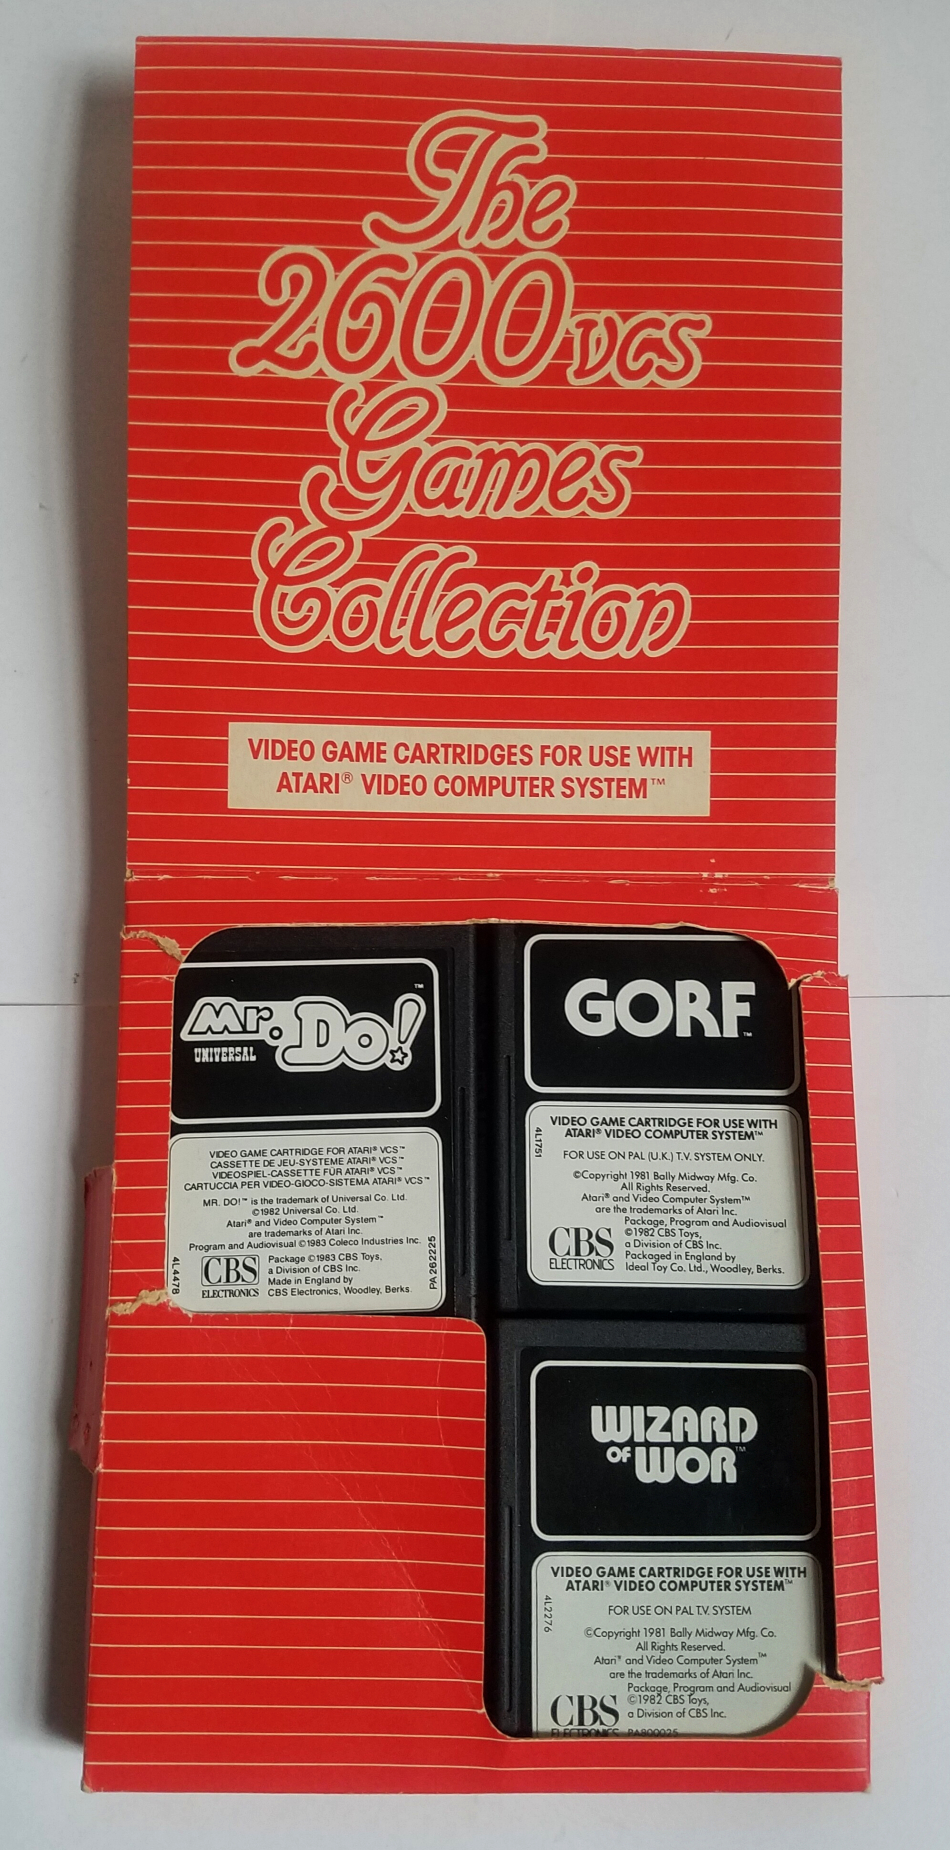 The
2600 VCS
Games
Collection
VIDEO GAME CARTRIDGES FOR USE WITH
ATARI® VIDEO COMPUTER SYSTEM™
Mr. Do!™
UNIVERSAL
VIDEO GAME CARTRIDGE FOR ATARI® VCS™
CASSETTE DE JEU-SYSTEME ATARI® VCS™
VIDEOSPIEL-CASSETTE FÜR ATARI® VCS™
CARTUCCIA PER VIDEO-GIOCO-SISTEMA ATARI® VCS™
MR. DO!™ is the trademark of Universal Co. Ltd.
©1982 Universal Co. Ltd.
Atari® and Video Computer System™
are trademarks of Atari Inc.
Program and Audiovisual ©1983 Coleco Industries Inc.
Package ©1983 CBS Toys,
a Division of CBS Inc.
Made in England by
CBS Electronics, Woodley, Berks.
CBS
ELECTRONICS
4L4478
PA262225
GORF™
VIDEO GAME CARTRIDGE FOR USE WITH
ATARI® VIDEO COMPUTER SYSTEM™
4L1751
FOR USE ON PAL (U.K.) T.V. SYSTEM ONLY.
©Copyright 1981 Bally Midway Mfg. Co.
All Rights Reserved.
Atari® and Video Computer System™
are the trademarks of Atari Inc.
Package, Program and Audiovisual
©1982 CBS Toys,
a Division of CBS Inc.
Packaged in England by
Ideal Toy Co. Ltd., Woodley, Berks.
CBS
ELECTRONICS
WIZARD
OF WOR™
VIDEO GAME CARTRIDGE FOR USE WITH
ATARI® VIDEO COMPUTER SYSTEM™
4L2276
FOR USE ON PAL T.V. SYSTEM
©Copyright 1981 Bally Midway Mfg. Co.
All Rights Reserved.
Atari® and Video Computer System™
are the trademarks of Atari Inc.
Package, Program and Audiovisual
©1982 CBS Toys,
a Division of CBS Inc.
CBS
ELECTRONICS PA800025